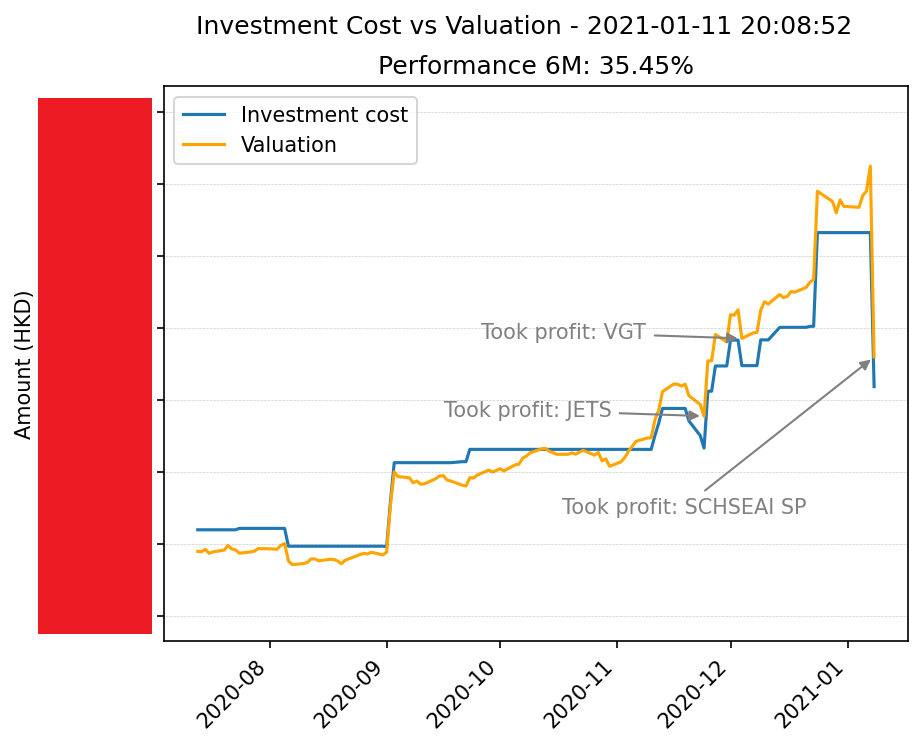 Investment Cost vs Valuation - 2021-01-11 20:08:52
Performance 6M: 35.45%
Investment cost
Valuation
Amount (HKD)
Took profit: VGT
Took profit: JETS
Took profit: SCHSEAI SP
2020-08
2020-09
2020-10
2020-11
2020-12
2021-01